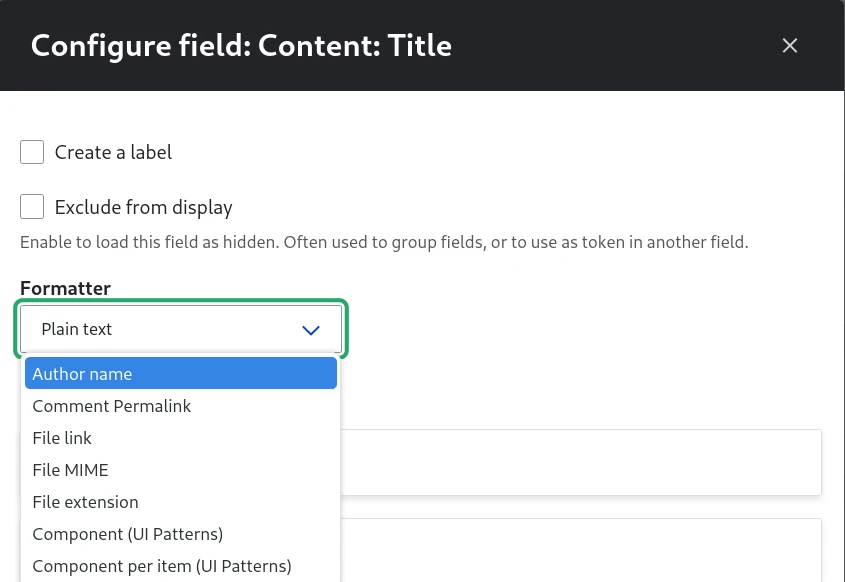 Configure field: Content: Title
Create a label
Exclude from display
Enable to load this field as hidden. Often used to group fields, or to use as token in another field.
Formatter
Plain text
Author name
Comment Permalink
File link
File MIME
File extension
Component (UI Patterns)
Component per item (UI Patterns)